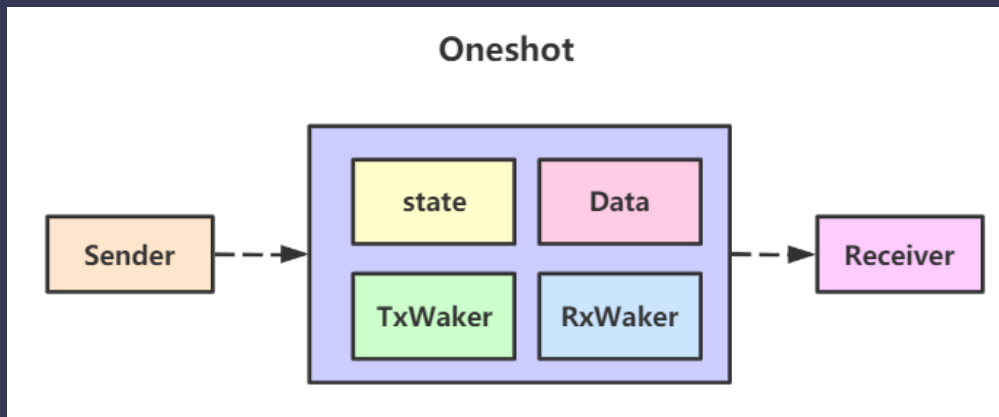 Oneshot
state
Data
Sender
Receiver
TxWaker
RxWaker